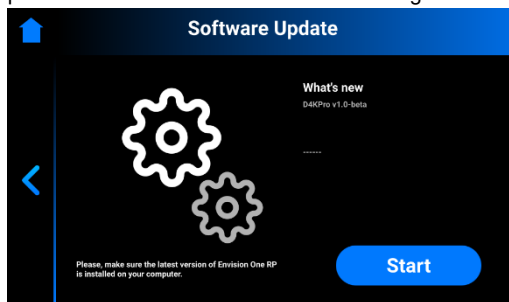 Software Update
What's new
D4KPro v1.0-beta
------
Please, make sure the latest version of Envision One RP
is installed on your computer.
Start